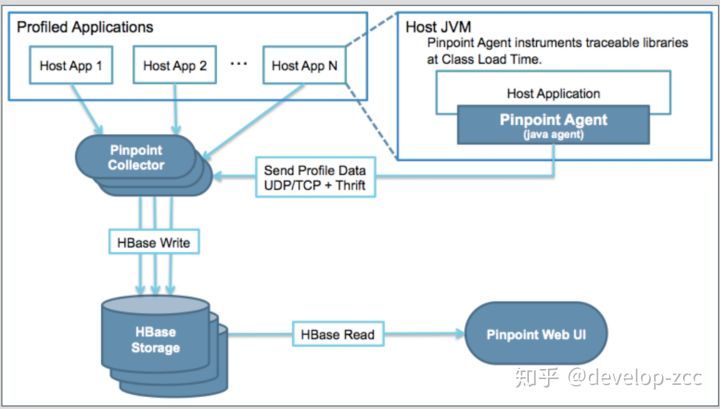 Profiled Applications
Host App 1
Host App 2
...
Host App N
Host JVM
Pinpoint Agent instruments traceable libraries
at Class Load Time.
Host Application
Pinpoint Agent
(java agent)
Pinpoint
Collector
Send Profile Data
UDP/TCP + Thrift
HBase Write
HBase
Storage
HBase Read
Pinpoint Web UI
知乎 @develop-zcc